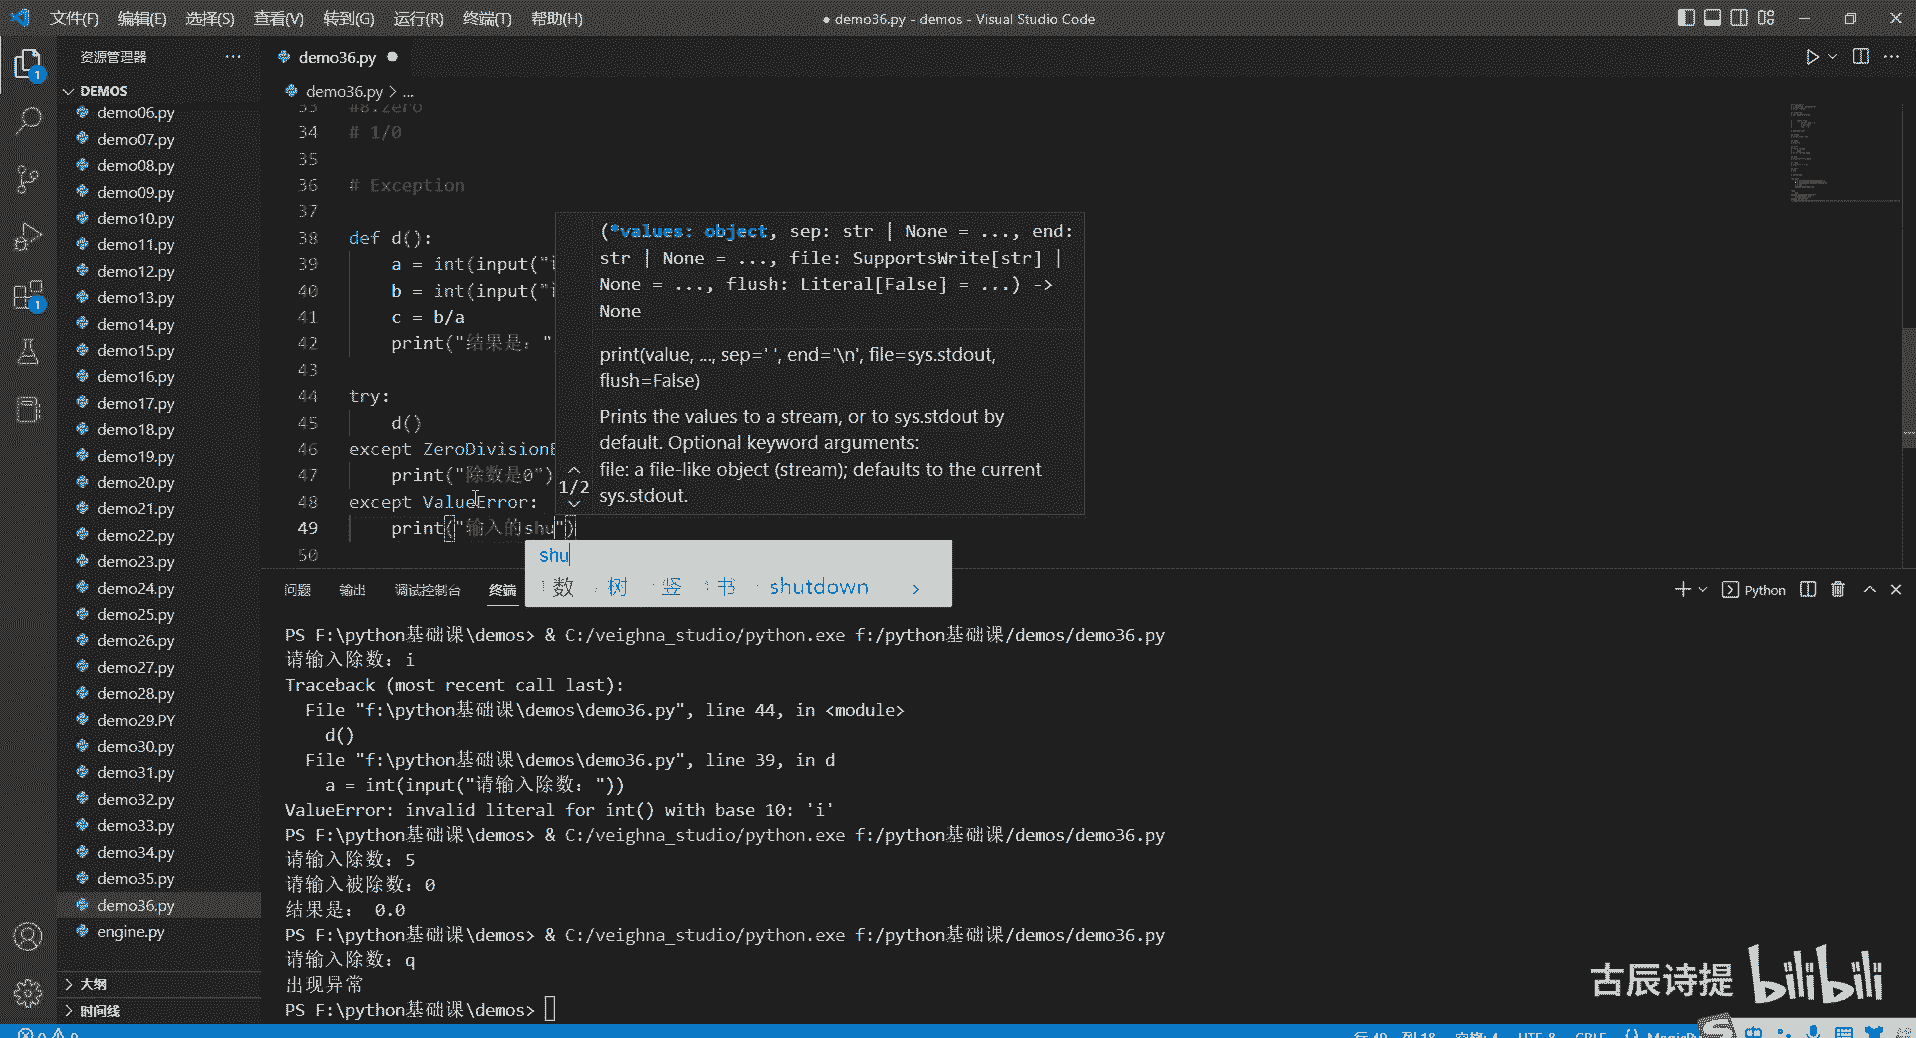 文件(F) 编辑(E) 选择(S) 查看(V) 转到(G) 运行(R) 终端(T) 帮助(H)
● demo36.py - demos - Visual Studio Code
资源管理器
DEMOS
demo06.py
demo07.py
demo08.py
demo09.py
demo10.py
demo11.py
demo12.py
demo13.py
demo14.py
demo15.py
demo16.py
demo17.py
demo18.py
demo19.py
demo20.py
demo21.py
demo22.py
demo23.py
demo24.py
demo25.py
demo26.py
demo27.py
demo28.py
demo29.PY
demo30.py
demo31.py
demo32.py
demo33.py
demo34.py
demo35.py
demo36.py
engine.py
大纲
时间线
1
1
demo36.py ●
demo36.py > ...
33 #8.zero
34 # 1/0
35
36 # Exception
37
38 def d():
39 a = int(input("
40 b = int(input("
41 c = b/a
42 print("结果是："
43
44 try:
45 d()
46 except ZeroDivisionE
47 print("除数是0")
48 except ValueError:
49 print("输入的shu")
50
(*values: object, sep: str | None = ..., end:
str | None = ..., file: SupportsWrite[str] |
None = ..., flush: Literal[False] = ...) ->
None
print(value, ..., sep=' ', end='\n', file=sys.stdout,
flush=False)
Prints the values to a stream, or to sys.stdout by
default. Optional keyword arguments:
file: a file-like object (stream); defaults to the current
sys.stdout.
1/2
shu
数 树 竖 书 shutdown >
问题 输出 调试控制台 终端
Python
PS F:\python基础课\demos> & C:/veighna_studio/python.exe f:/python基础课/demos/demo36.py
请输入除数：i
Traceback (most recent call last):
File "f:\python基础课\demos\demo36.py", line 44, in <module>
d()
File "f:\python基础课\demos\demo36.py", line 39, in d
a = int(input("请输入除数："))
ValueError: invalid literal for int() with base 10: 'i'
PS F:\python基础课\demos> & C:/veighna_studio/python.exe f:/python基础课/demos/demo36.py
请输入除数：5
请输入被除数：0
结果是： 0.0
PS F:\python基础课\demos> & C:/veighna_studio/python.exe f:/python基础课/demos/demo36.py
请输入除数：q
出现异常
PS F:\python基础课\demos>
古辰诗提 bilibili
行 49, 列 18 空格: 4 UTF-8 CRLF
中